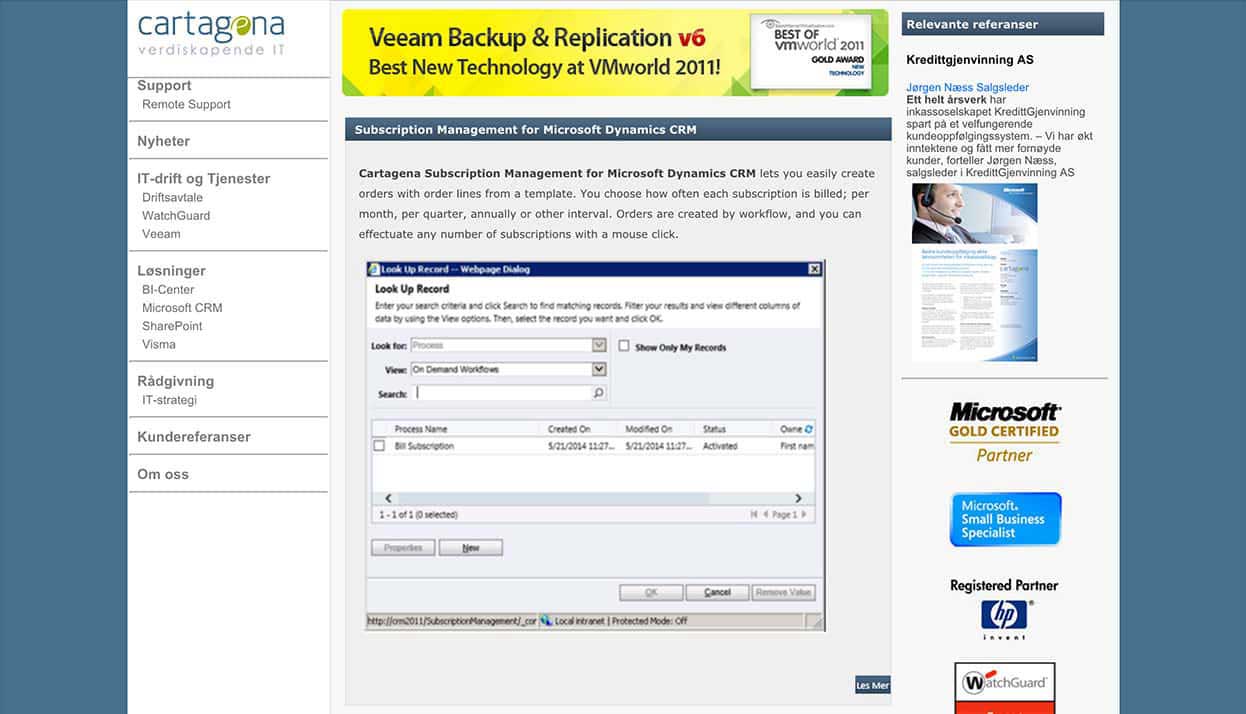 cartagena
verdiskapende IT
Support
Remote Support
Nyheter
IT-drift og Tjenester
Driftsavtale
WatchGuard
Veeam
Løsninger
BI-Center
Microsoft CRM
SharePoint
Visma
Rådgivning
IT-strategi
Kundereferanser
Om oss
Veeam Backup & Replication v6
Best New Technology at VMworld 2011!
BEST OF
vmworld 2011
GOLD AWARD
NEW
TECHNOLOGY
Subscription Management for Microsoft Dynamics CRM
Cartagena Subscription Management for Microsoft Dynamics CRM lets you easily create
orders with order lines from a template. You choose how often each subscription is billed; per
month, per quarter, annually or other interval. Orders are created by workflow, and you can
effectuate any number of subscriptions with a mouse click.
Look Up Record -- Webpage Dialog
Look Up Record
Enter your search criteria and click Search to find matching records. Filter your results and view different columns of
data by using the View options. Then, select the record you want and click OK.
Look for: Process
Show Only My Records
View: On Demand Workflows
Search:
Process Name Created On Modified On Status Owne
Bill Subscription 5/21/2014 11:27... 5/21/2014 11:27... Activated First nam
1 - 1 of 1 (0 selected) Page 1
Properties New
OK Cancel Remove Value
http://crm2011/SubscriptionManagement/_cor Local intranet | Protected Mode: Off
Les Mer
Relevante referanser
Kredittgjenvinning AS
Jørgen Næss Salgsleder
Ett helt årsverk har
inkassoselskapet KredittGjenvinning
spart på et velfungerende
kundeoppfølgingssystem. – Vi har økt
inntektene og fått mer fornøyde
kunder, forteller Jørgen Næss,
salgsleder i KredittGjenvinning AS
Microsoft
cartagena
Microsoft
GOLD CERTIFIED
Partner
Microsoft
Small Business
Specialist
Registered Partner
hp
invent
WatchGuard